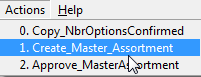 Actions Help
0. Copy_NbrOptionsConfirmed
1. Create_Master_Assortment
2. Approve_MasterAssortment